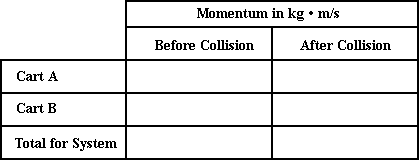 Momentum in kg • m/s
Before Collision After Collision
Cart A
Cart B
Total for System